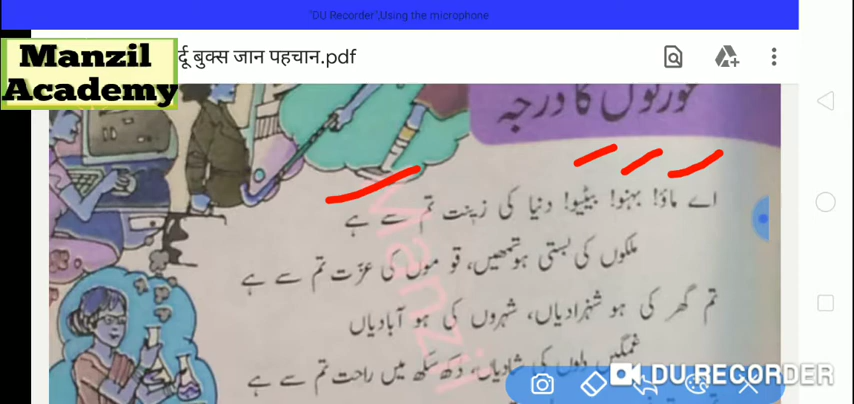 "DU Recorder",Using the microphone
Manzil
Academy
र्दू बुक्स जान पहचान.pdf
عورتوں کا درجہ
اے ماؤ! بہنو! بیٹیو! دنیا کی زینت تم سے ہے
ملکوں کی بستی ہو تمھیں، قوموں کی عزّت تم سے ہے
تم گھر کی ہو شہزادیاں، شہروں کی ہو آبادیاں
غمگیں دلوں کی شادیاں، دکھ سکھ میں راحت تم سے ہے
Manzil
DU RECORDER